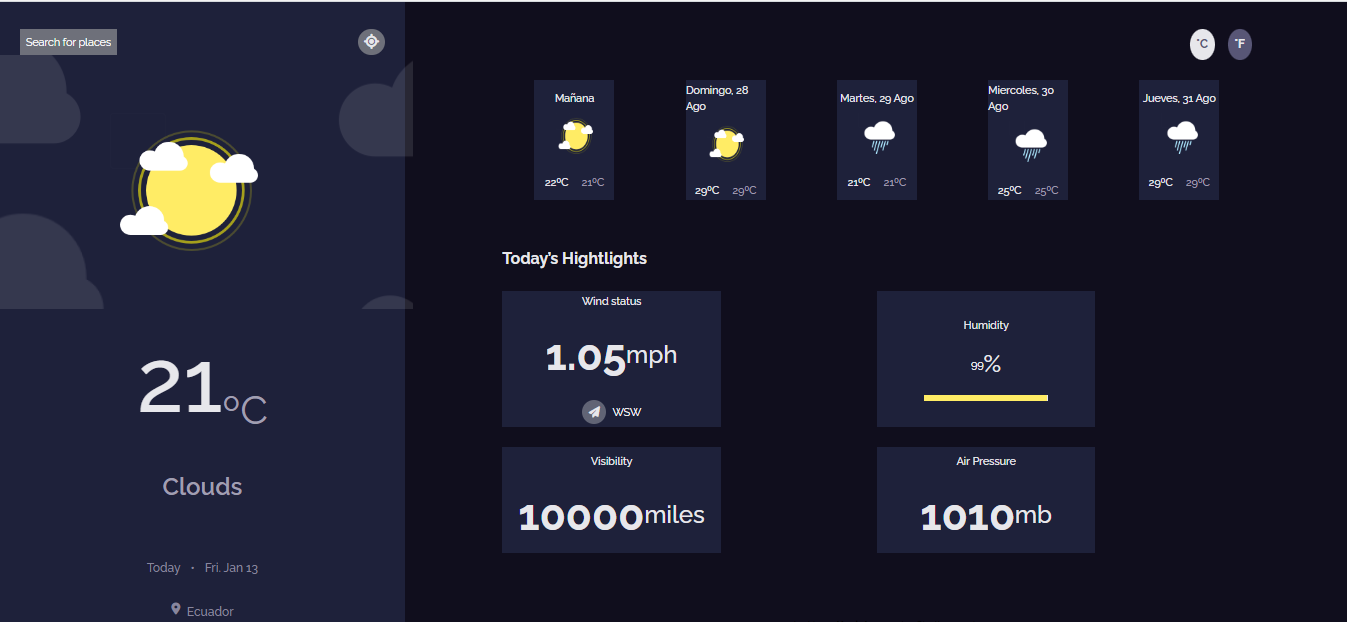 Search for places
°C
°F
Mañana
22ºC 21ºC
Domingo, 28
Ago
29ºC 29ºC
Martes, 29 Ago
21ºC 21ºC
Miercoles, 30
Ago
25ºC 25ºC
Jueves, 31 Ago
29ºC 29ºC
21ºC
Clouds
Today • Fri. Jan 13
Ecuador
Today's Hightlights
Wind status
1.05mph
WSW
Humidity
99%
Visibility
10000miles
Air Pressure
1010mb